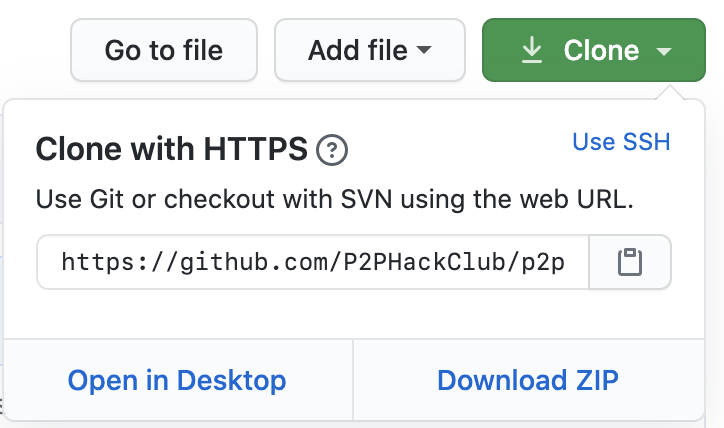 Go to file
Add file
Clone
Clone with HTTPS ?
Use SSH
Use Git or checkout with SVN using the web URL.
https://github.com/P2PHackClub/p2p
Open in Desktop
Download ZIP